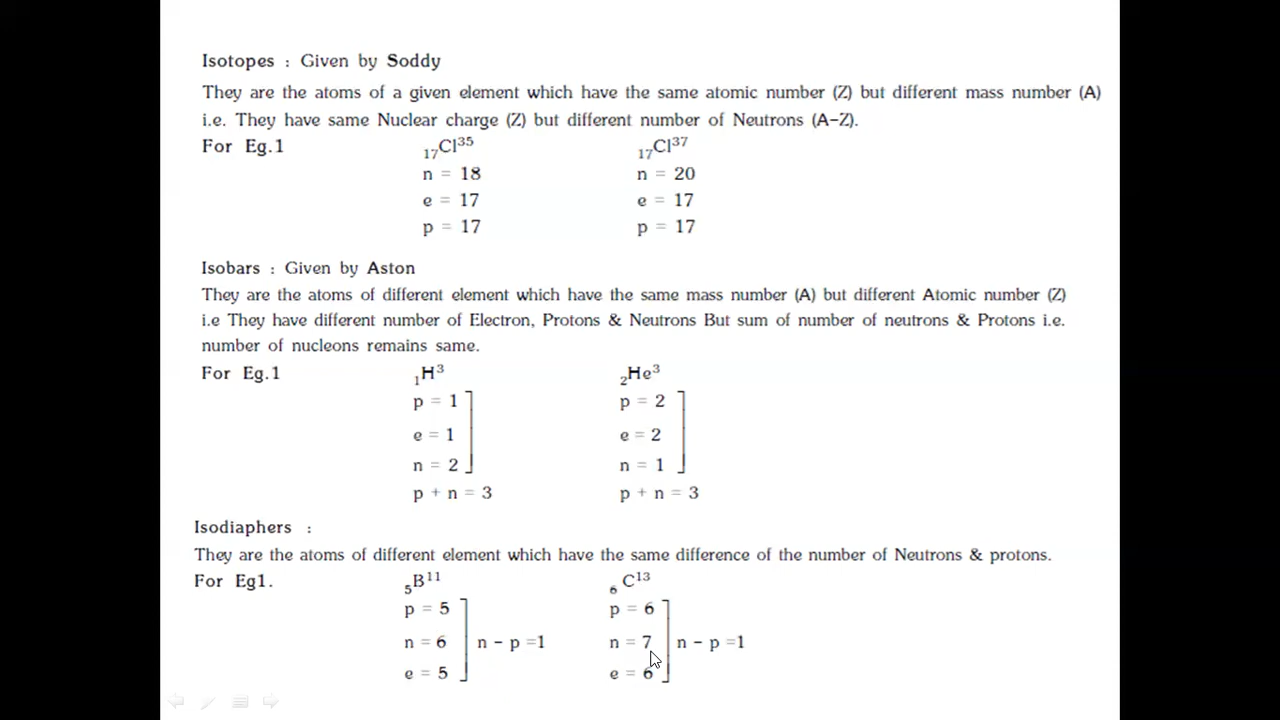 Isotopes : Given by Soddy
They are the atoms of a given element which have the same atomic number (Z) but different mass number (A)
i.e. They have same Nuclear charge (Z) but different number of Neutrons (A-Z).
For Eg.1 ₁₇Cl³⁵ ₁₇Cl³⁷
n = 18 n = 20
e = 17 e = 17
p = 17 p = 17
Isobars : Given by Aston
They are the atoms of different element which have the same mass number (A) but different Atomic number (Z)
i.e They have different number of Electron, Protons & Neutrons But sum of number of neutrons & Protons i.e.
number of nucleons remains same.
For Eg.1 ₁H³ ₂He³
p = 1 p = 2
e = 1 e = 2
n = 2 n = 1
p + n = 3 p + n = 3
Isodiaphers :
They are the atoms of different element which have the same difference of the number of Neutrons & protons.
For Eg1. ₅B¹¹ ₆C¹³
p = 5 p = 6
n = 6 n - p =1 n = 7 n - p =1
e = 5 e = 6